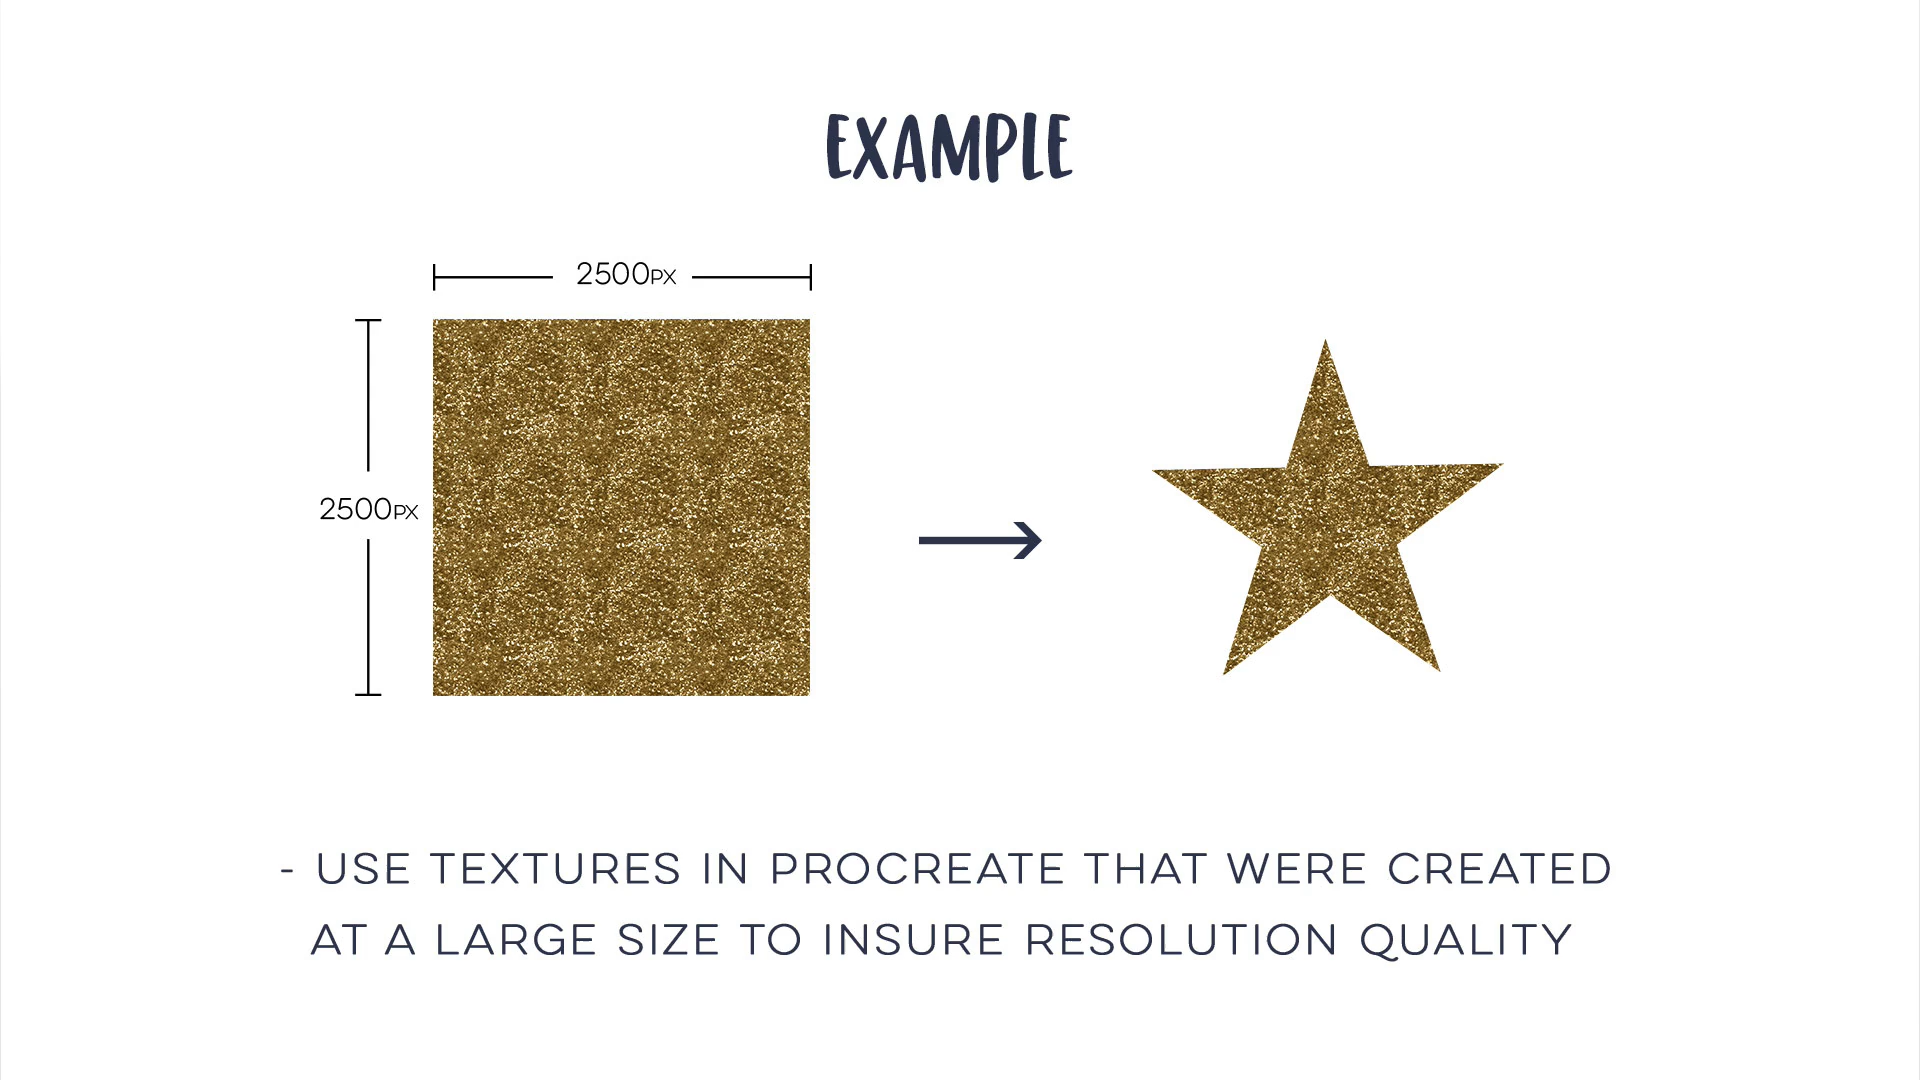 EXAMPLE
2500PX
2500PX
- USE TEXTURES IN PROCREATE THAT WERE CREATED
AT A LARGE SIZE TO INSURE RESOLUTION QUALITY